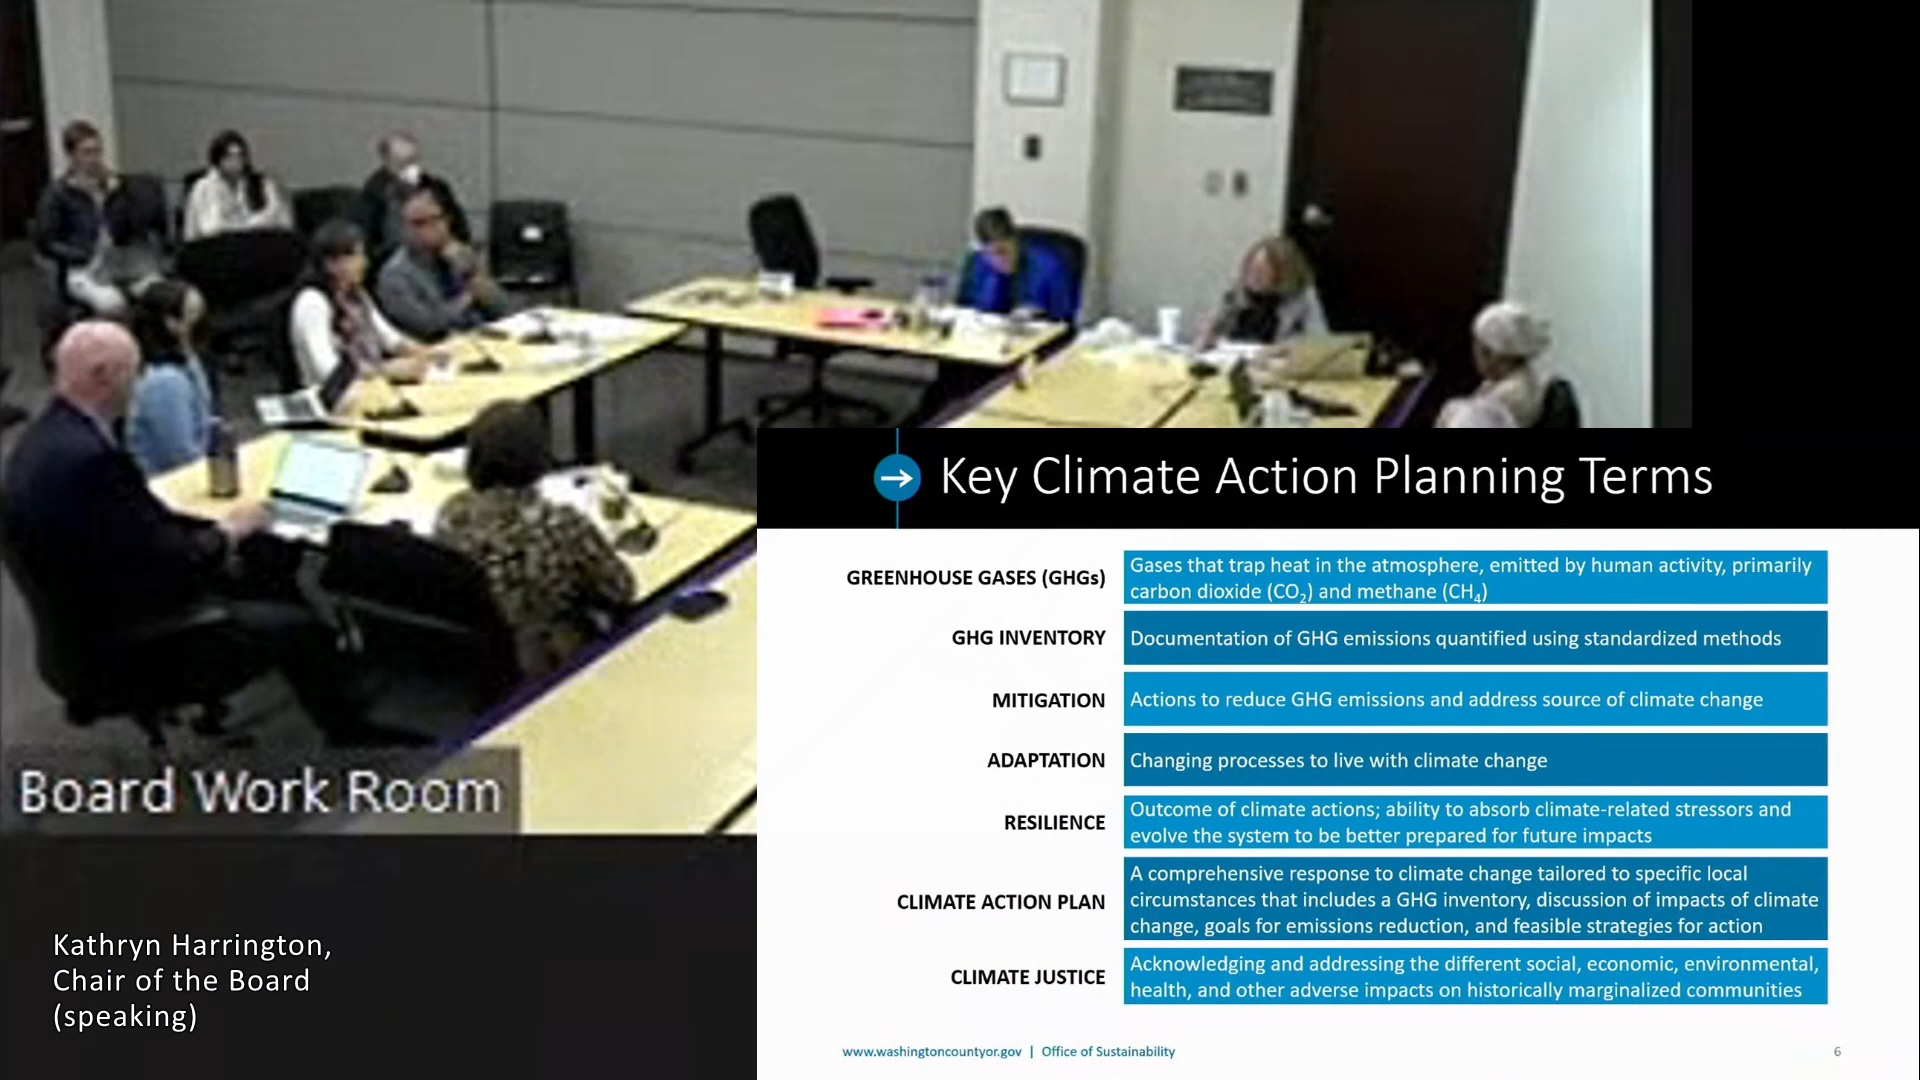 Board Work Room
Kathryn Harrington,
Chair of the Board
(speaking)
Key Climate Action Planning Terms
GREENHOUSE GASES (GHGs)
Gases that trap heat in the atmosphere, emitted by human activity, primarily
carbon dioxide (CO₂) and methane (CH₄)
GHG INVENTORY
Documentation of GHG emissions quantified using standardized methods
MITIGATION
Actions to reduce GHG emissions and address source of climate change
ADAPTATION
Changing processes to live with climate change
RESILIENCE
Outcome of climate actions; ability to absorb climate-related stressors and
evolve the system to be better prepared for future impacts
CLIMATE ACTION PLAN
A comprehensive response to climate change tailored to specific local
circumstances that includes a GHG inventory, discussion of impacts of climate
change, goals for emissions reduction, and feasible strategies for action
CLIMATE JUSTICE
Acknowledging and addressing the different social, economic, environmental,
health, and other adverse impacts on historically marginalized communities
www.washingtoncountyor.gov | Office of Sustainability
6